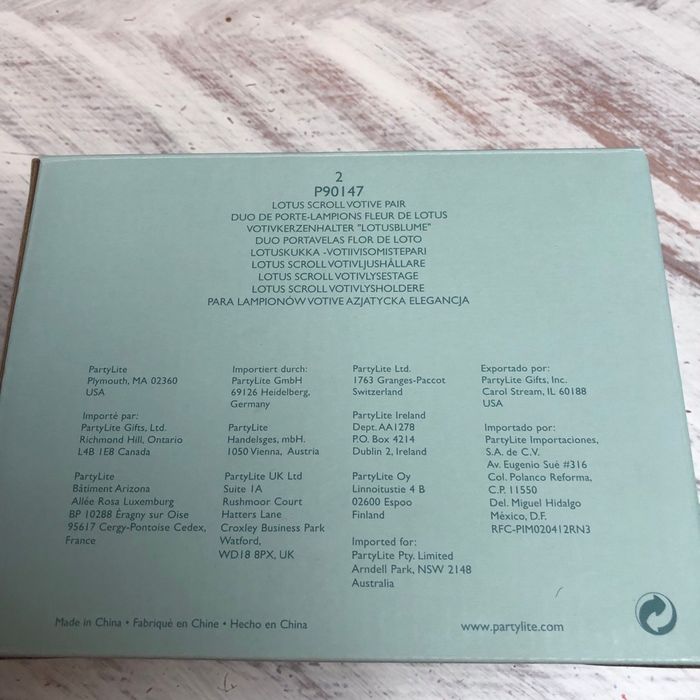 2
P90147
LOTUS SCROLL VOTIVE PAIR
DUO DE PORTE-LAMPIONS FLEUR DE LOTUS
VOTIVKERZENHALTER "LOTUSBLUME"
DUO PORTAVELAS FLOR DE LOTO
LOTUSKUKKA -VOTIIVISOMISTEPARI
LOTUS SCROLL VOTIVLJUSHÅLLARE
LOTUS SCROLL VOTIVLYSESTAGE
LOTUS SCROLL VOTIVLYSHOLDERE
PARA LAMPIONÓW VOTIVE AZJATYCKA ELEGANCJA
PartyLite
Plymouth, MA 02360
USA
Importé par:
PartyLite Gifts, Ltd.
Richmond Hill, Ontario
L4B 1E8 Canada
PartyLite
Bâtiment Arizona
Allée Rosa Luxemburg
BP 10288 Éragny sur Oise
95617 Cergy-Pontoise Cedex,
France
Importiert durch:
PartyLite GmbH
69126 Heidelberg,
Germany
PartyLite
Handelsges, mbH.
1050 Vienna, Austria
PartyLite UK Ltd
Suite 1A
Rushmoor Court
Hatters Lane
Croxley Business Park
Watford,
WD18 8PX, UK
PartyLite Ltd.
1763 Granges-Paccot
Switzerland
PartyLite Ireland
Dept. AA1278
P.O. Box 4214
Dublin 2, Ireland
PartyLite Oy
Linnoitustie 4 B
02600 Espoo
Finland
Imported for:
PartyLite Pty. Limited
Arndell Park, NSW 2148
Australia
Exportado por:
PartyLite Gifts, Inc.
Carol Stream, IL 60188
USA
Importado por:
PartyLite Importaciones,
S.A. de C.V.
Av. Eugenio Sué #316
Col. Polanco Reforma,
C.P. 11550
Del. Miguel Hidalgo
México, D.F.
RFC-PIM020412RN3
Made in China • Fabriqué en Chine • Hecho en China
www.partylite.com